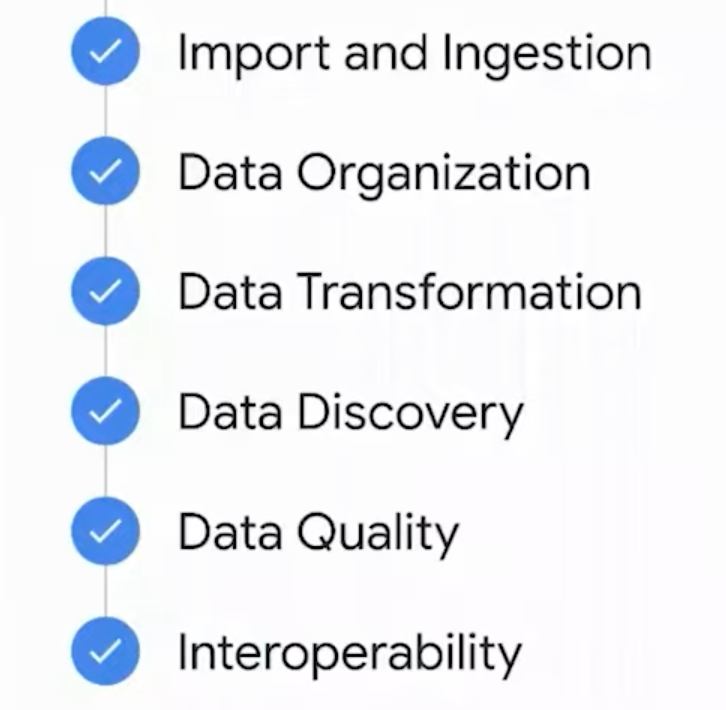 Import and Ingestion
Data Organization
Data Transformation
Data Discovery
Data Quality
Interoperability